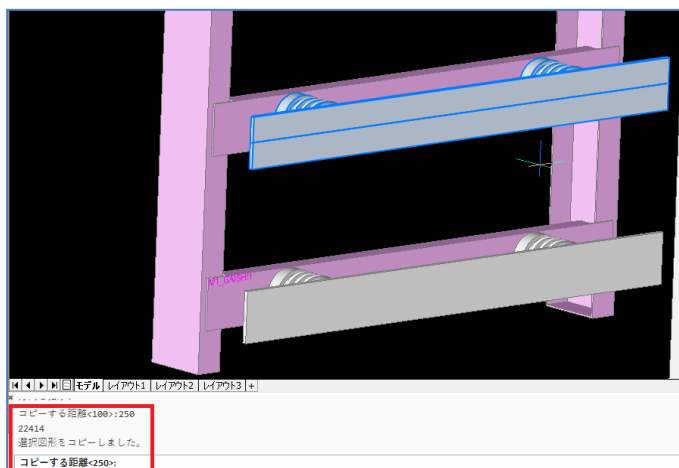 モデル レイアウト1 レイアウト2 レイアウト3 +
コピーする距離<100>:250
22414
選択図形をコピーしました。
コピーする距離<250>: